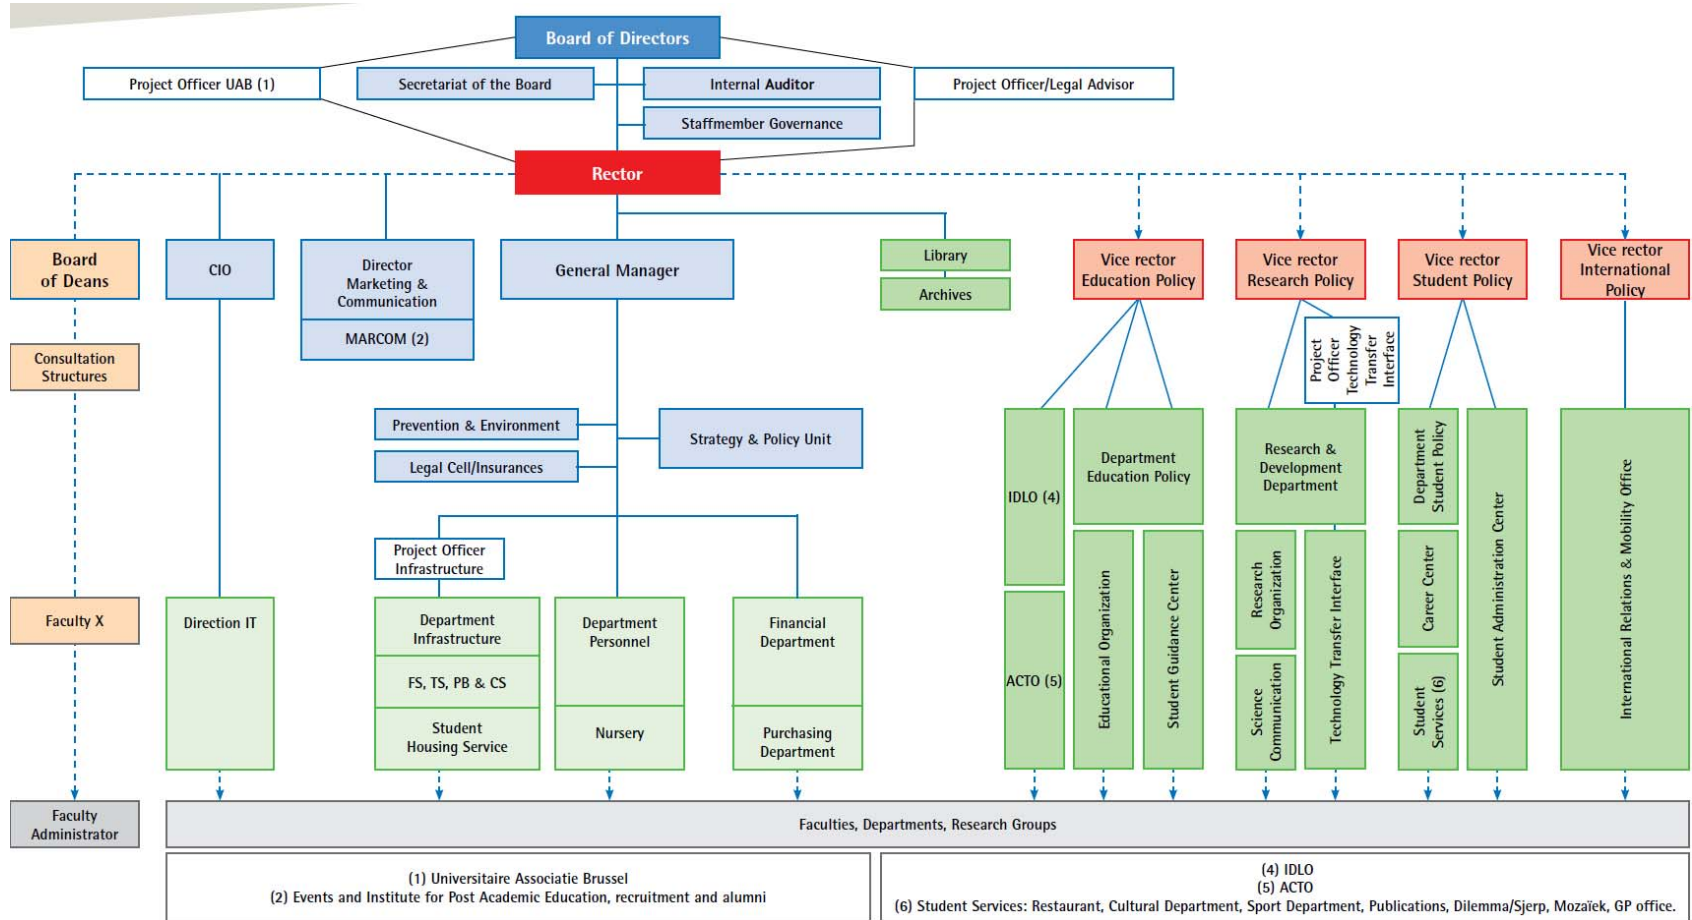 Board of Directors
Project Officer UAB (1)
Secretariat of the Board
Internal Auditor
Project Officer/Legal Advisor
Staffmember Governance
Rector
Board
of Deans
CIO
Director
Marketing &
Communication
MARCOM (2)
General Manager
Library
Archives
Vice rector
Education Policy
Vice rector
Research Policy
Vice rector
Student Policy
Vice rector
International
Policy
Consultation
Structures
Project
Officer
Technology
Transfer
Interface
Prevention & Environment
Legal Cell/Insurances
Strategy & Policy Unit
IDLO (4)
Department
Education Policy
Research &
Development
Department
Department
Student Policy
Student Administration Center
International Relations & Mobility Office
Project Officer
Infrastructure
Educational Organization
Student Guidance Center
Research
Organization
Technology Transfer Interface
Career Center
Faculty X
Direction IT
Department
Infrastructure
FS, TS, PB & CS
Student
Housing Service
Department
Personnel
Nursery
Financial
Department
Purchasing
Department
ACTO (5)
Science
Communication
Student
Services (6)
Faculty
Administrator
Faculties, Departments, Research Groups
(1) Universitaire Associatie Brussel
(2) Events and Institute for Post Academic Education, recruitment and alumni
(4) IDLO
(5) ACTO
(6) Student Services: Restaurant, Cultural Department, Sport Department, Publications, Dilemma/Sjerp, Mozaïek, GP office.